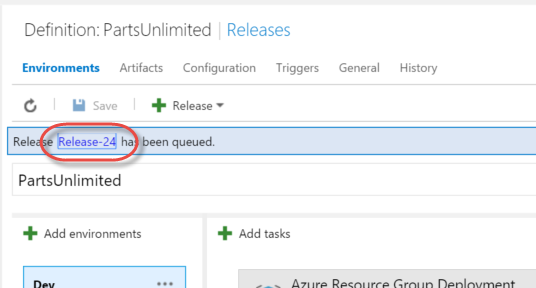 Definition: PartsUnlimited | Releases
Environments Artifacts Configuration Triggers General History
Save Release
Release Release-24 has been queued.
PartsUnlimited
Add environments Add tasks
Dev ...
Azure Resource Group Deployment